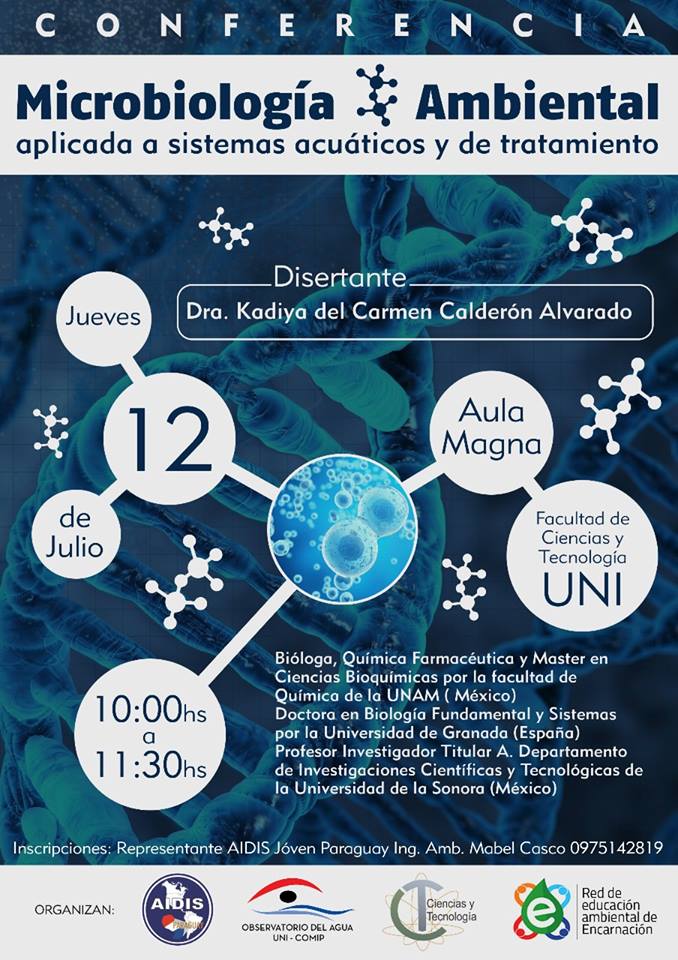 CONFERENCIA
Microbiología Ambiental
aplicada a sistemas acuáticos y de tratamiento
Disertante
Dra. Kadiya del Carmen Calderón Alvarado
Jueves
12
de
Julio
Aula
Magna
Facultad de
Ciencias y
Tecnología
UNI
10:00hs
a
11:30hs
Bióloga, Química Farmacéutica y Master en
Ciencias Bioquímicas por la facultad de
Química de la UNAM ( México)
Doctora en Biología Fundamental y Sistemas
por la Universidad de Granada (España)
Profesor Investigador Titular A. Departamento
de Investigaciones Científicas y Tecnológicas de
la Universidad de la Sonora (México)
Inscripciones: Representante AIDIS Jóven Paraguay Ing. Amb. Mabel Casco 0975142819
ORGANIZAN:
AIDIS
PARAGUAY
OBSERVATORIO DEL AGUA
UNI - COMIP
CT
Ciencias y
Tecnología
e
Red de
educación
ambiental de
Encarnación